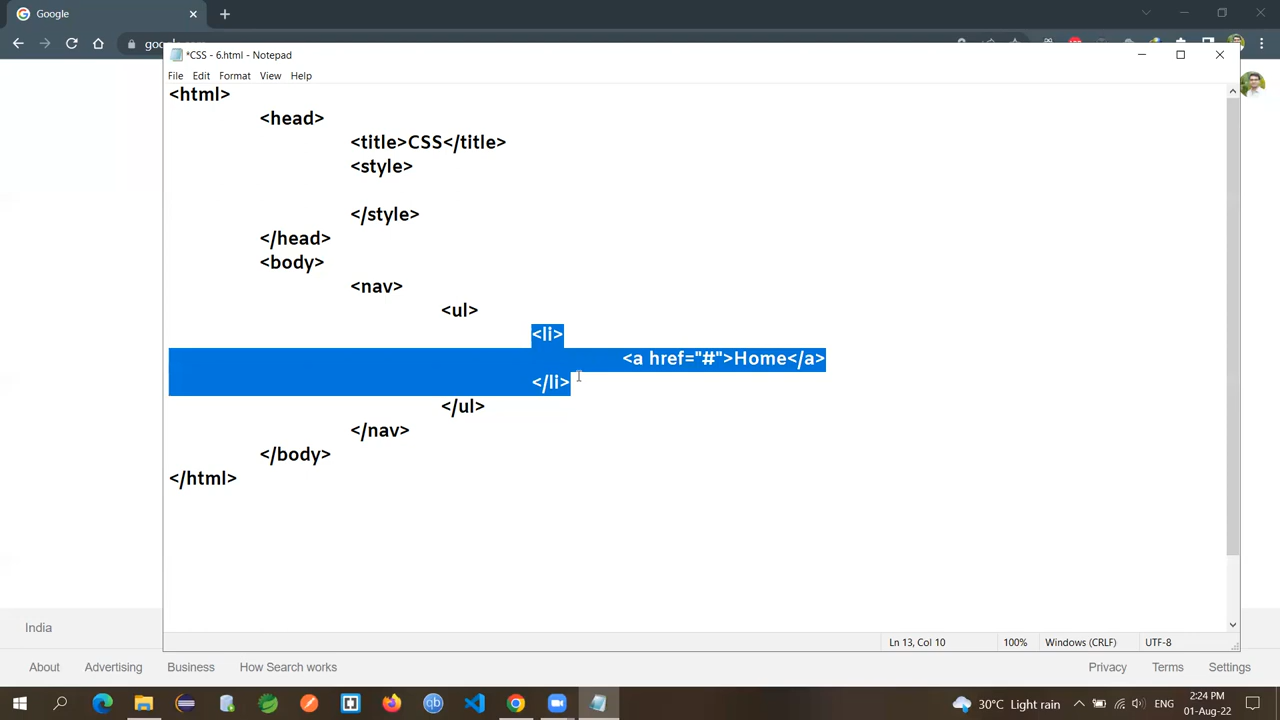 Google
google
*CSS - 6.html - Notepad
File Edit Format View Help
<html>
<head>
<title>CSS</title>
<style>
</style>
</head>
<body>
<nav>
<ul>
<li>
<a href="#">Home</a>
</li>
</ul>
</nav>
</body>
</html>
Ln 13, Col 10 100% Windows (CRLF) UTF-8
India
About Advertising Business How Search works Privacy Terms Settings
30°C Light rain ENG 2:24 PM
01-Aug-22